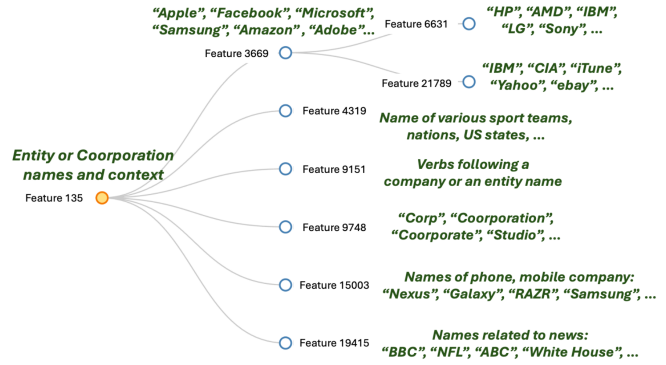 “Apple”, “Facebook”, “Microsoft”,
“Samsung”, “Amazon” , “Adobe”...
Feature 3669
Feature 6631
“HP”, “AMD”, “IBM”,
“LG”, “Sony”, ...
Feature 21789
“IBM”, “CIA”, “iTune”,
“Yahoo”, “ebay”, ...
Feature 4319
Name of various sport teams,
nations, US states, ...
Entity or Coorporation
names and context
Feature 135
Feature 9151
Verbs following a
company or an entity name
Feature 9748
“Corp”, “Coorporation”,
“Coorporate”, “Studio”, ...
Feature 15003
Names of phone, mobile company:
“Nexus”, “Galaxy”, “RAZR”, “Samsung”, ...
Feature 19415
Names related to news:
“BBC”, “NFL”, “ABC”, “White House”, ...